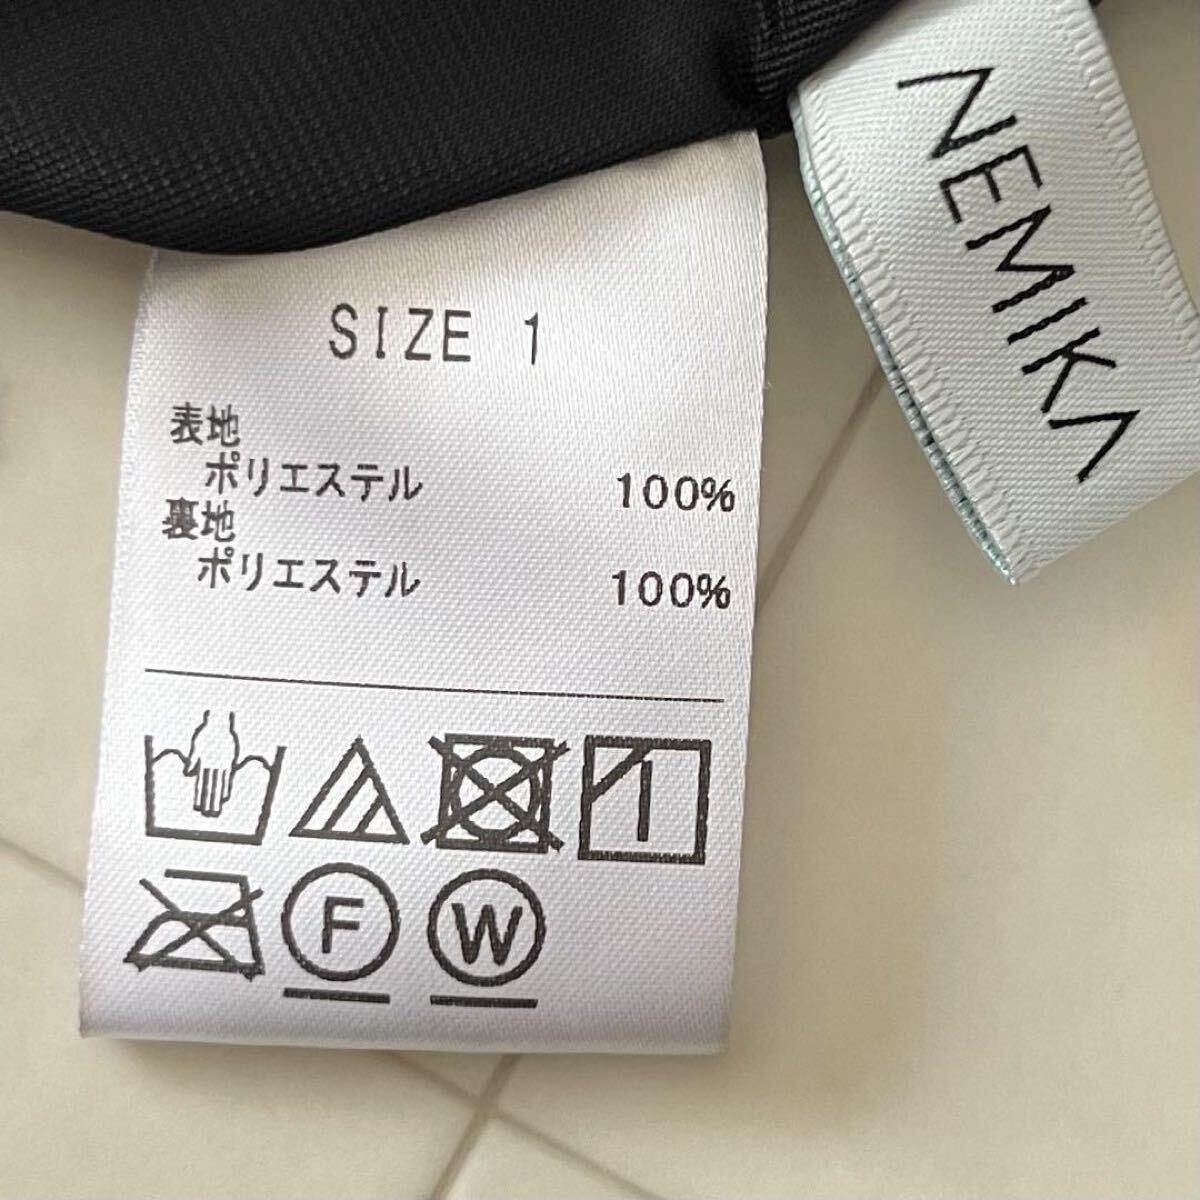 NEMIKA
SIZE 1
表地
ポリエステル 100%
裏地
ポリエステル 100%
F
W